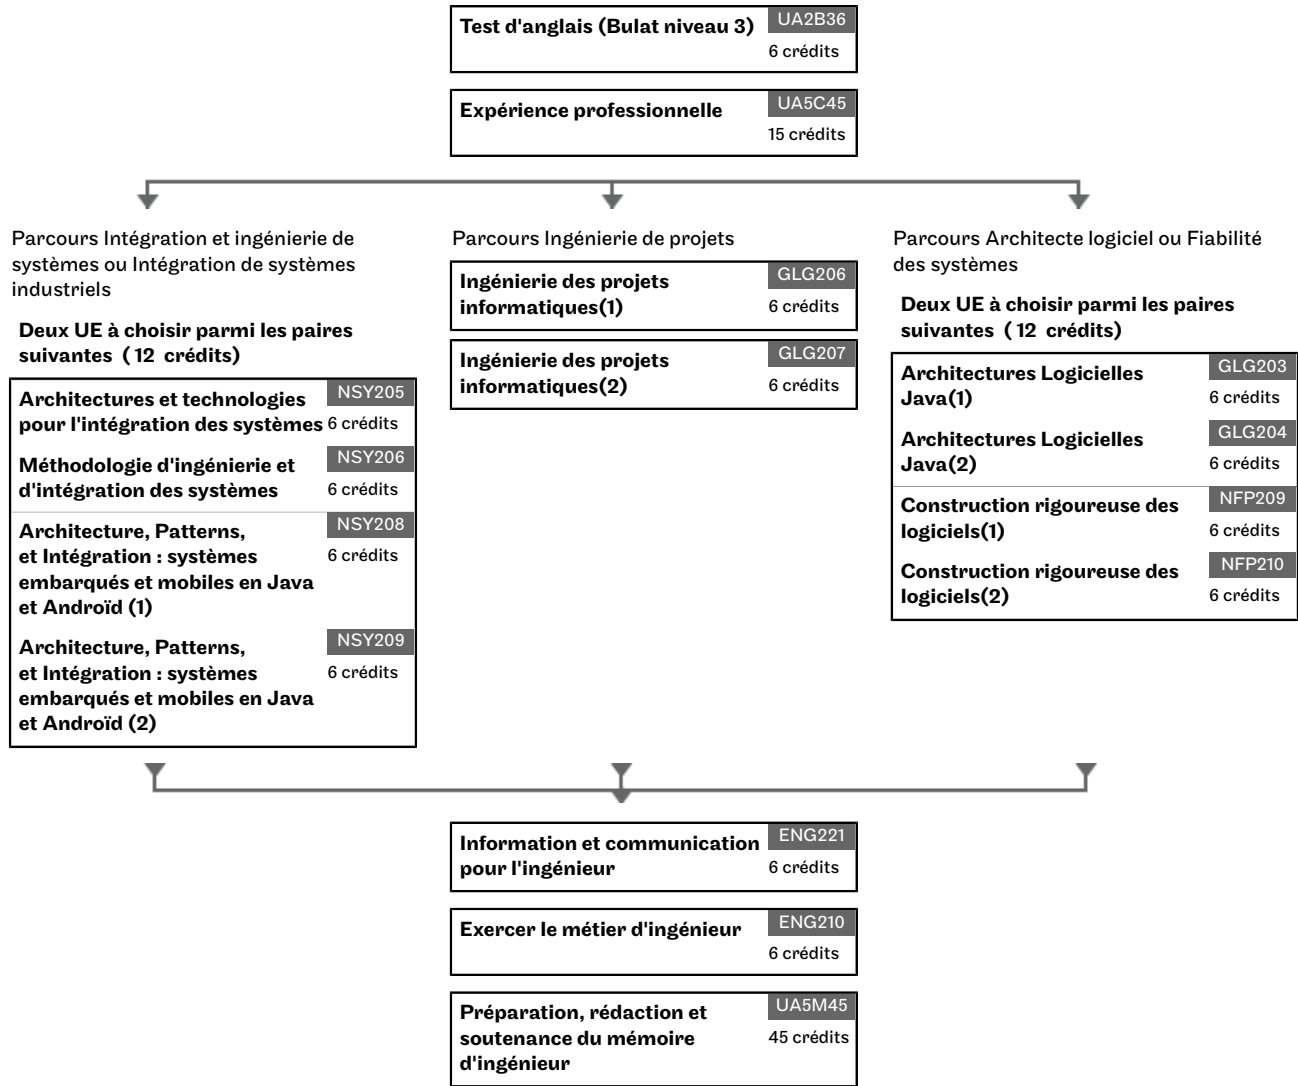 Test d'anglais (Bulat niveau 3)
UA2B36
6 crédits
Expérience professionnelle
UA5C45
15 crédits
Parcours Intégration et ingénierie de
systèmes ou Intégration de systèmes
industriels
Deux UE à choisir parmi les paires
suivantes ( 12 crédits)
Architectures et technologies
pour l'intégration des systèmes
NSY205
6 crédits
Méthodologie d'ingénierie et
d'intégration des systèmes
NSY206
6 crédits
Architecture, Patterns,
et Intégration : systèmes
embarqués et mobiles en Java
et Androïd (1)
NSY208
6 crédits
Architecture, Patterns,
et Intégration : systèmes
embarqués et mobiles en Java
et Androïd (2)
NSY209
6 crédits
Parcours Ingénierie de projets
Ingénierie des projets
informatiques(1)
GLG206
6 crédits
Ingénierie des projets
informatiques(2)
GLG207
6 crédits
Parcours Architecte logiciel ou Fiabilité
des systèmes
Deux UE à choisir parmi les paires
suivantes ( 12 crédits)
Architectures Logicielles
Java(1)
GLG203
6 crédits
Architectures Logicielles
Java(2)
GLG204
6 crédits
Construction rigoureuse des
logiciels(1)
NFP209
6 crédits
Construction rigoureuse des
logiciels(2)
NFP210
6 crédits
Information et communication
pour l'ingénieur
ENG221
6 crédits
Exercer le métier d'ingénieur
ENG210
6 crédits
Préparation, rédaction et
soutenance du mémoire
d'ingénieur
UA5M45
45 crédits